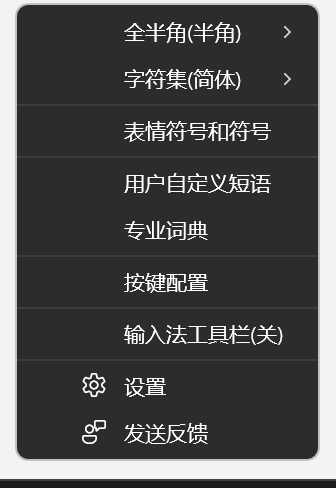 全半角(半角)
字符集(简体)
表情符号和符号
用户自定义短语
专业词典
按键配置
输入法工具栏(关)
设置
发送反馈